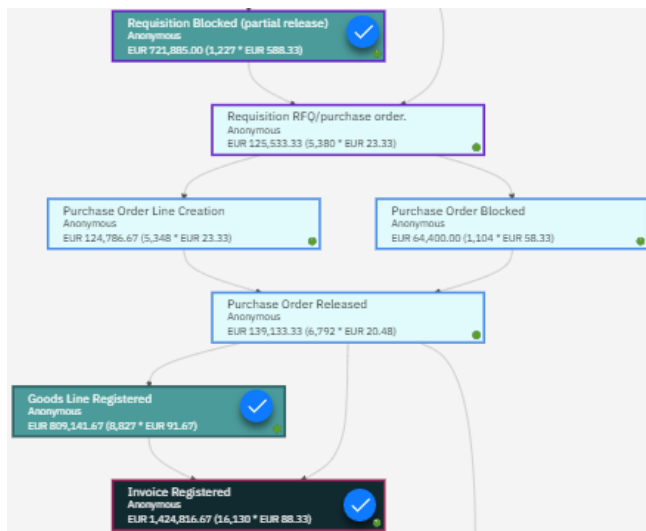 Requisition Blocked (partial release)
Anonymous
EUR 721,885.00 (1,227 * EUR 588.33)
Requisition RFQ/purchase order.
Anonymous
EUR 125,533.33 (5,380 * EUR 23.33)
Purchase Order Line Creation
Anonymous
EUR 124,786.67 (5,348 * EUR 23.33)
Purchase Order Blocked
Anonymous
EUR 64,400.00 (1,104 * EUR 58.33)
Purchase Order Released
Anonymous
EUR 139,133.33 (6,792 * EUR 20.48)
Goods Line Registered
Anonymous
EUR 809,141.67 (8,827 * EUR 91.67)
Invoice Registered
Anonymous
EUR 1,424,816.67 (16,130 * EUR 88.33)